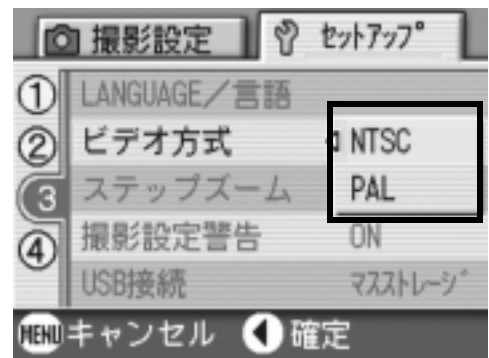 撮影設定 セットアップ
① LANGUAGE／言語
② ビデオ方式 NTSC
3 ステップズーム PAL
④ 撮影設定警告 ON
USB接続 マスストレージ
MENU キャンセル 確定